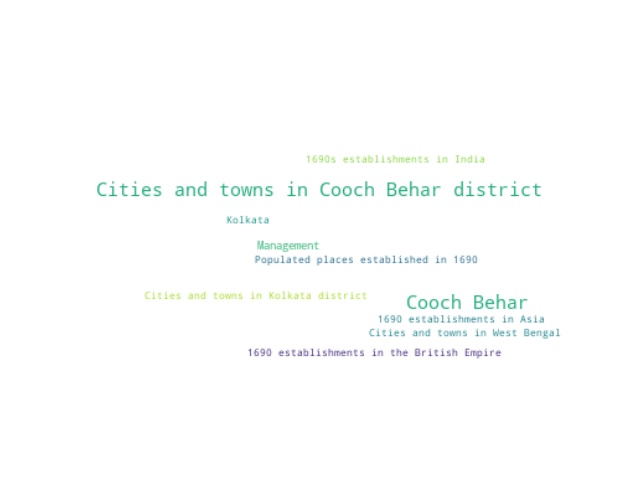 1690s establishments in India
Cities and towns in Cooch Behar district
Kolkata
Management
Populated places established in 1690
Cities and towns in Kolkata district
Cooch Behar
1690 establishments in Asia
Cities and towns in West Bengal
1690 establishments in the British Empire